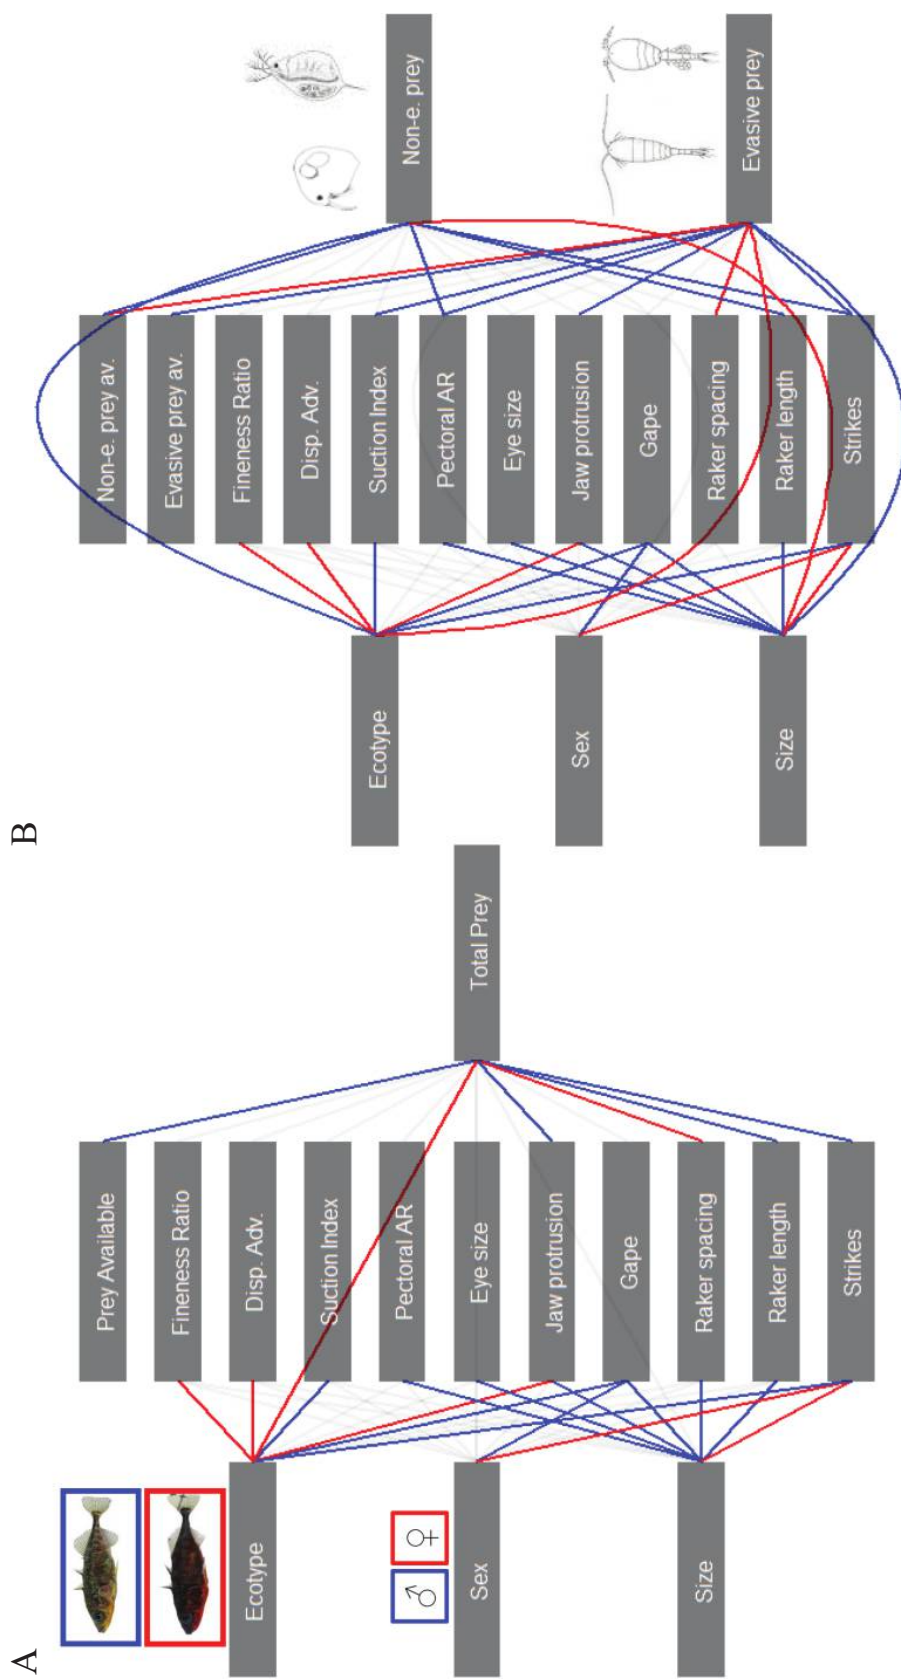 A
Ecotype
♂
♀
Sex
Size
Prey Available
Fineness Ratio
Disp. Adv.
Suction Index
Pectoral AR
Eye size
Jaw protrusion
Gape
Raker spacing
Raker length
Strikes
Total Prey
B
Ecotype
Sex
Size
Non-e. prey av.
Evasive prey av.
Fineness Ratio
Disp. Adv.
Suction Index
Pectoral AR
Eye size
Jaw protrusion
Gape
Raker spacing
Raker length
Strikes
Non-e. prey
Evasive prey